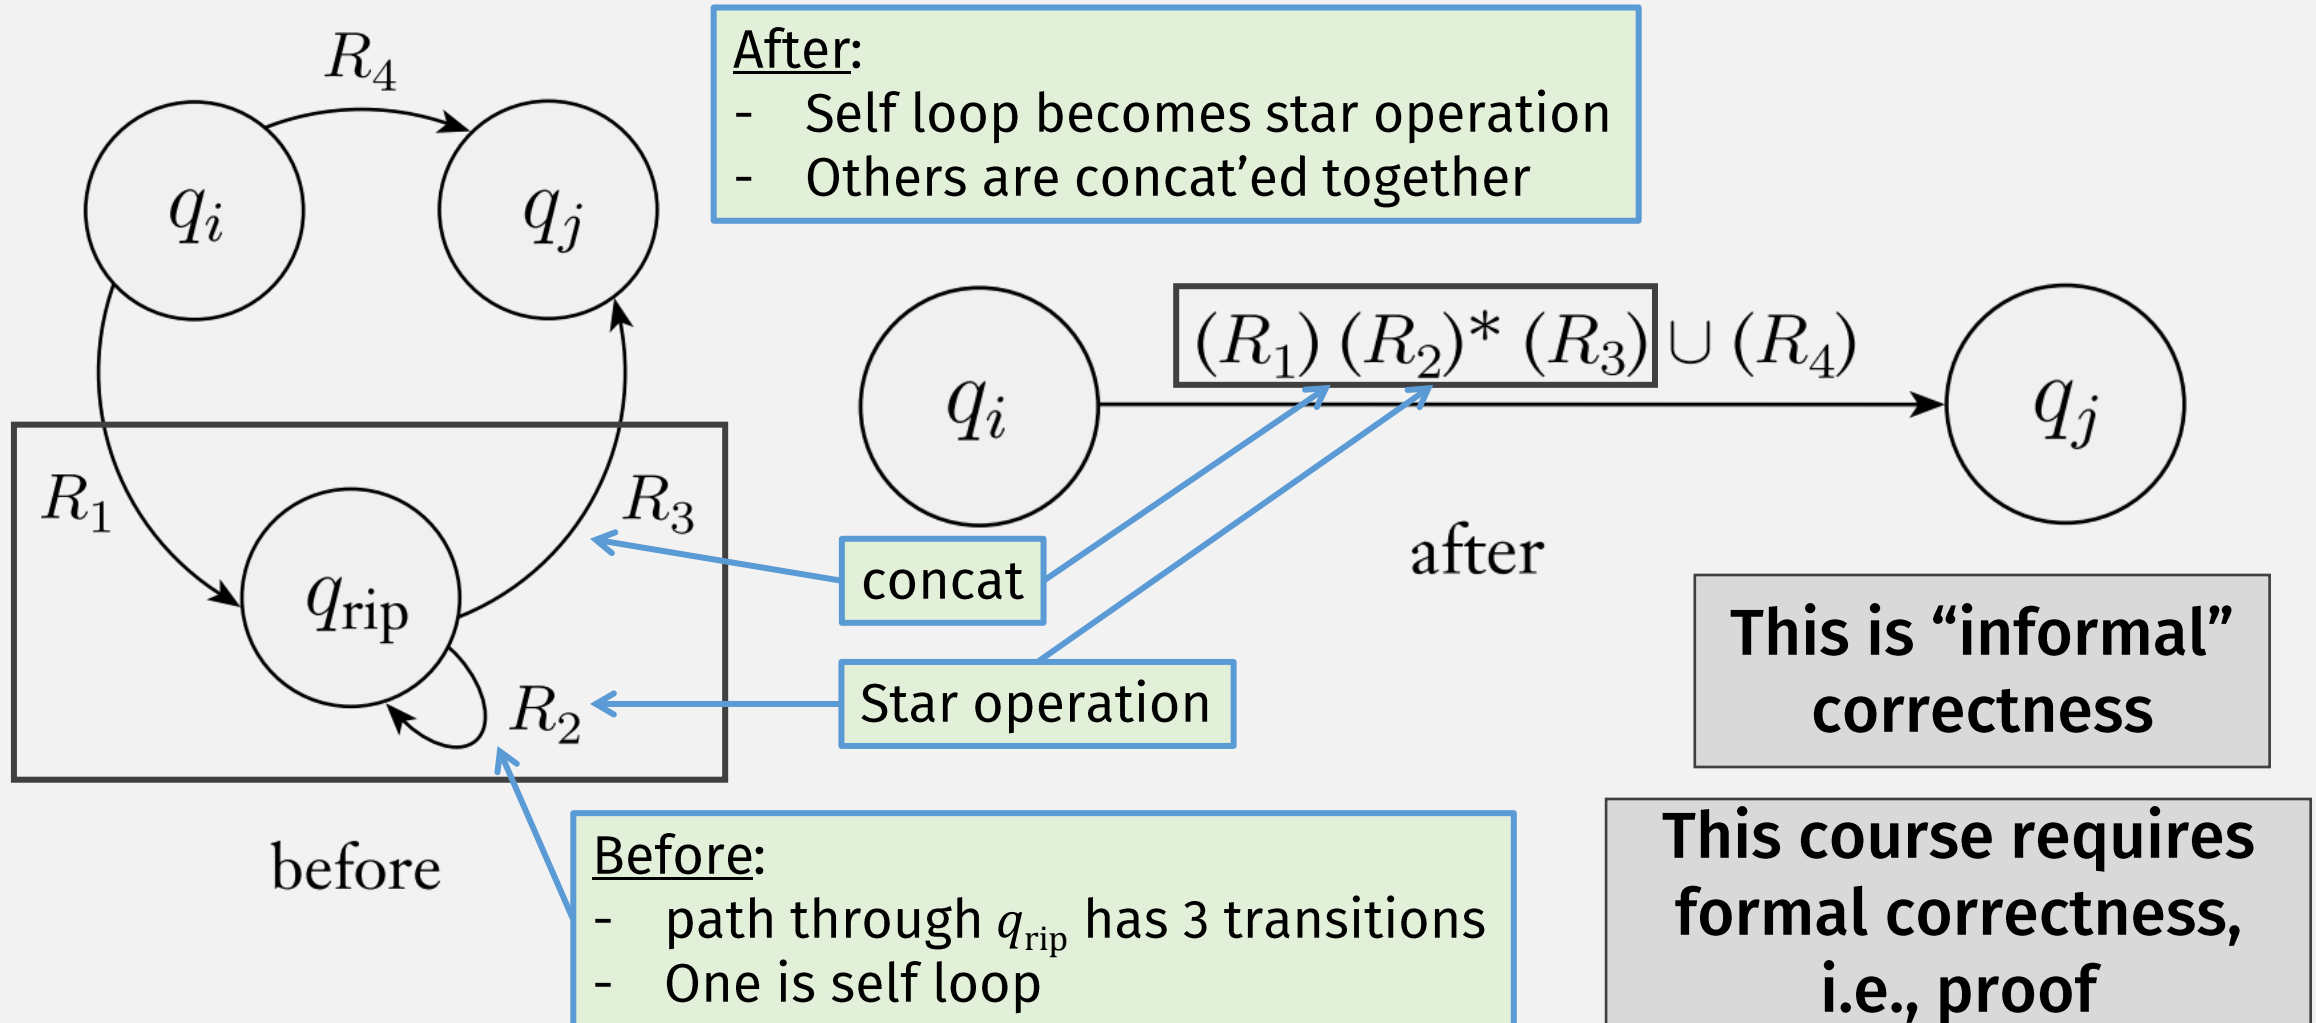 R₄
qᵢ
qⱼ
R₁
R₃
q_rip
R₂
before
After:
- Self loop becomes star operation
- Others are concat’ed together
(R₁) (R₂)* (R₃) ∪ (R₄)
qᵢ
qⱼ
after
concat
Star operation
Before:
- path through q_rip has 3 transitions
- One is self loop
This is “informal”
correctness
This course requires
formal correctness,
i.e., proof